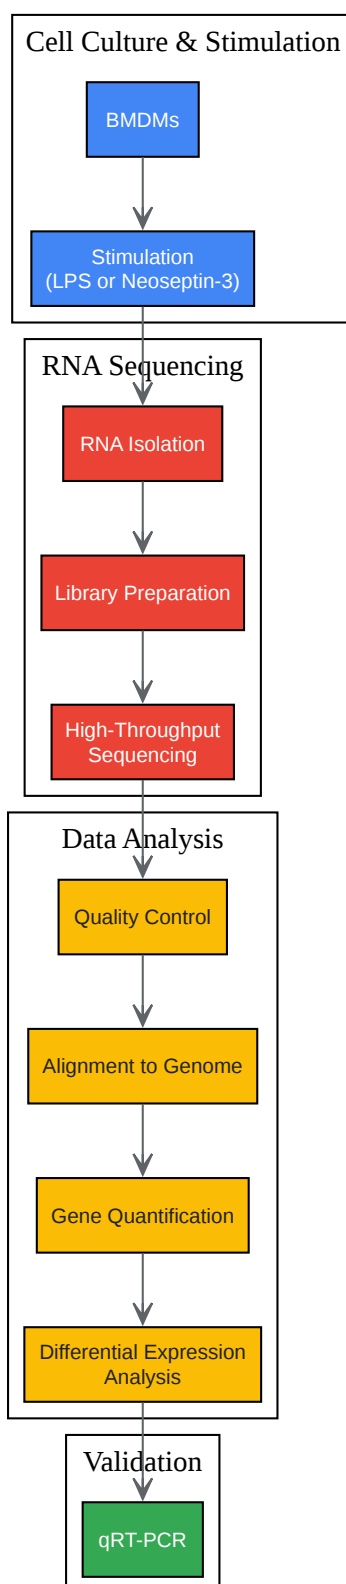 Cell Culture & Stimulation
BMDMs
Stimulation
(LPS or Neoseptin-3)
RNA Sequencing
RNA Isolation
Library Preparation
High-Throughput
Sequencing
Data Analysis
Quality Control
Alignment to Genome
Gene Quantification
Differential Expression
Analysis
Validation
qRT-PCR